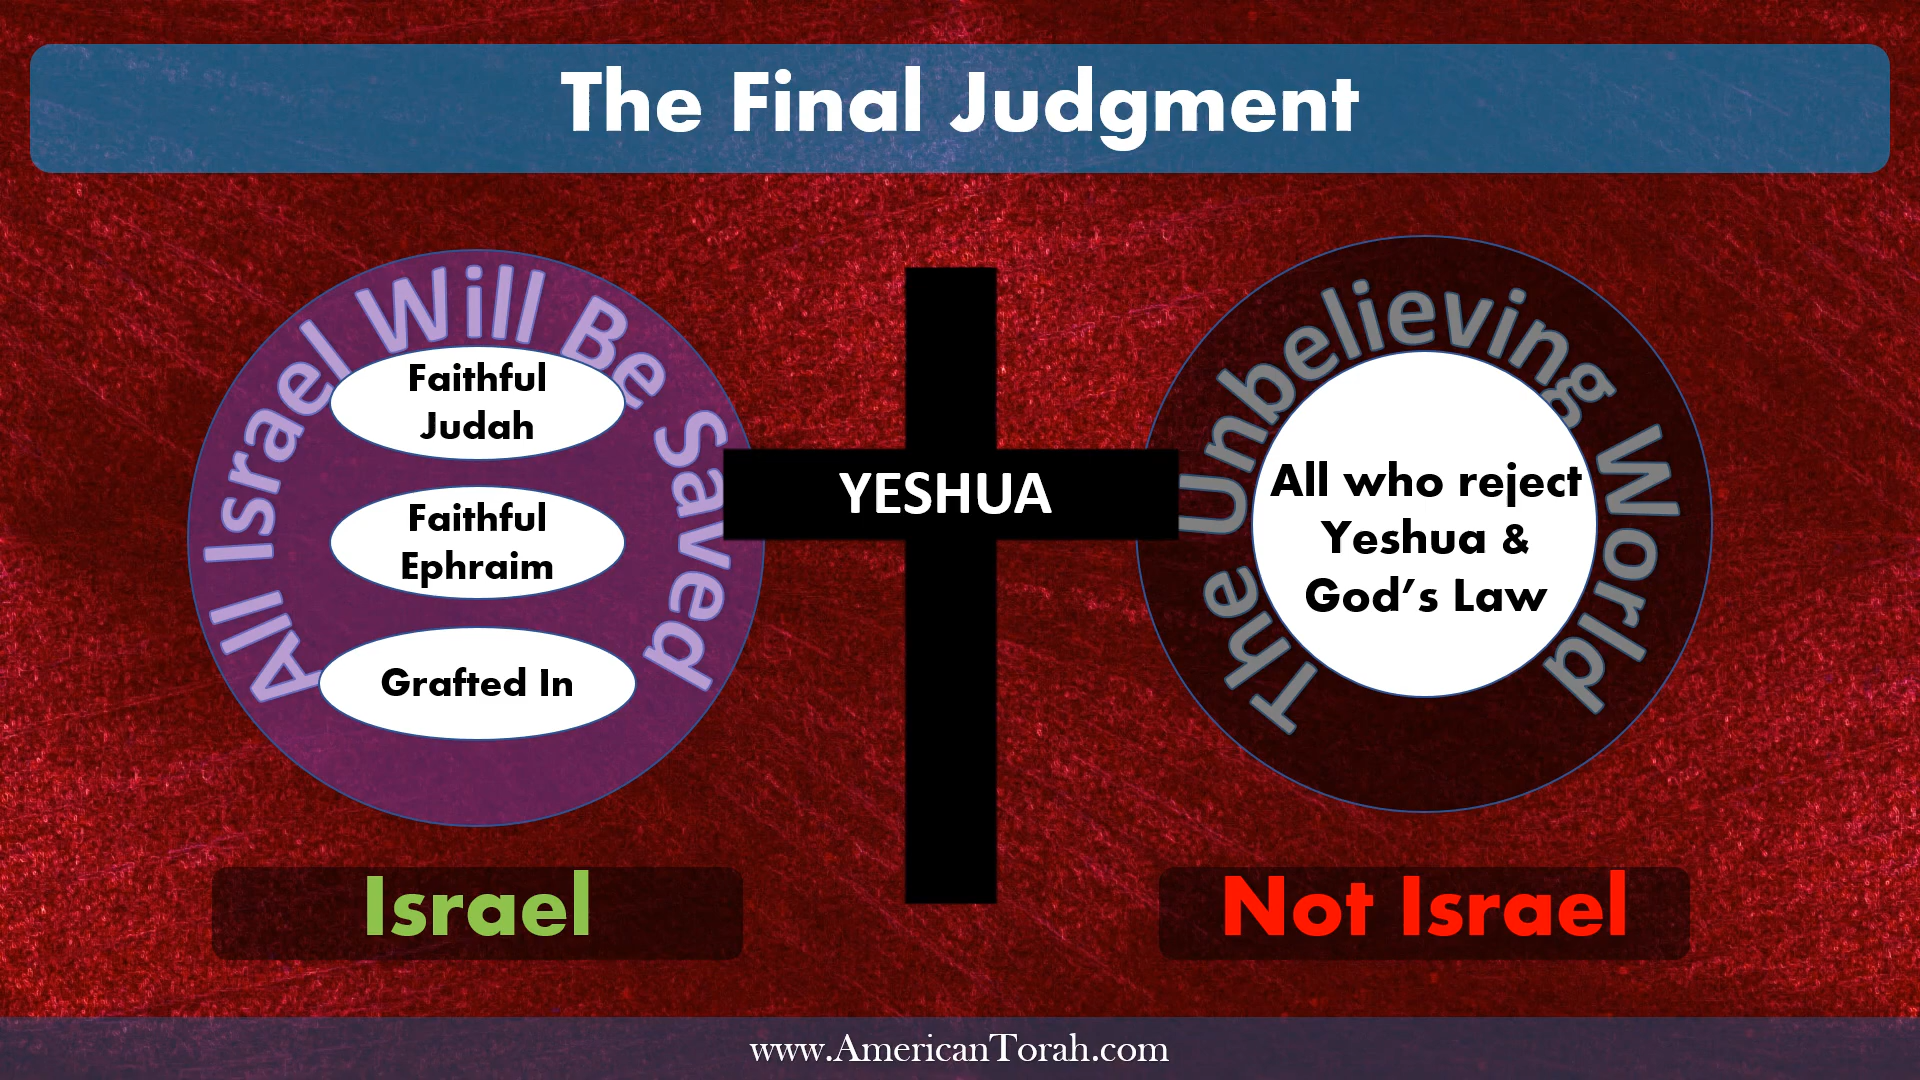 The Final Judgment
All Israel Will Be Saved
Faithful
Judah
Faithful
Ephraim
Grafted In
YESHUA
The Unbelieving World
All who reject
Yeshua &
God's Law
Israel
Not Israel
www.AmericanTorah.com